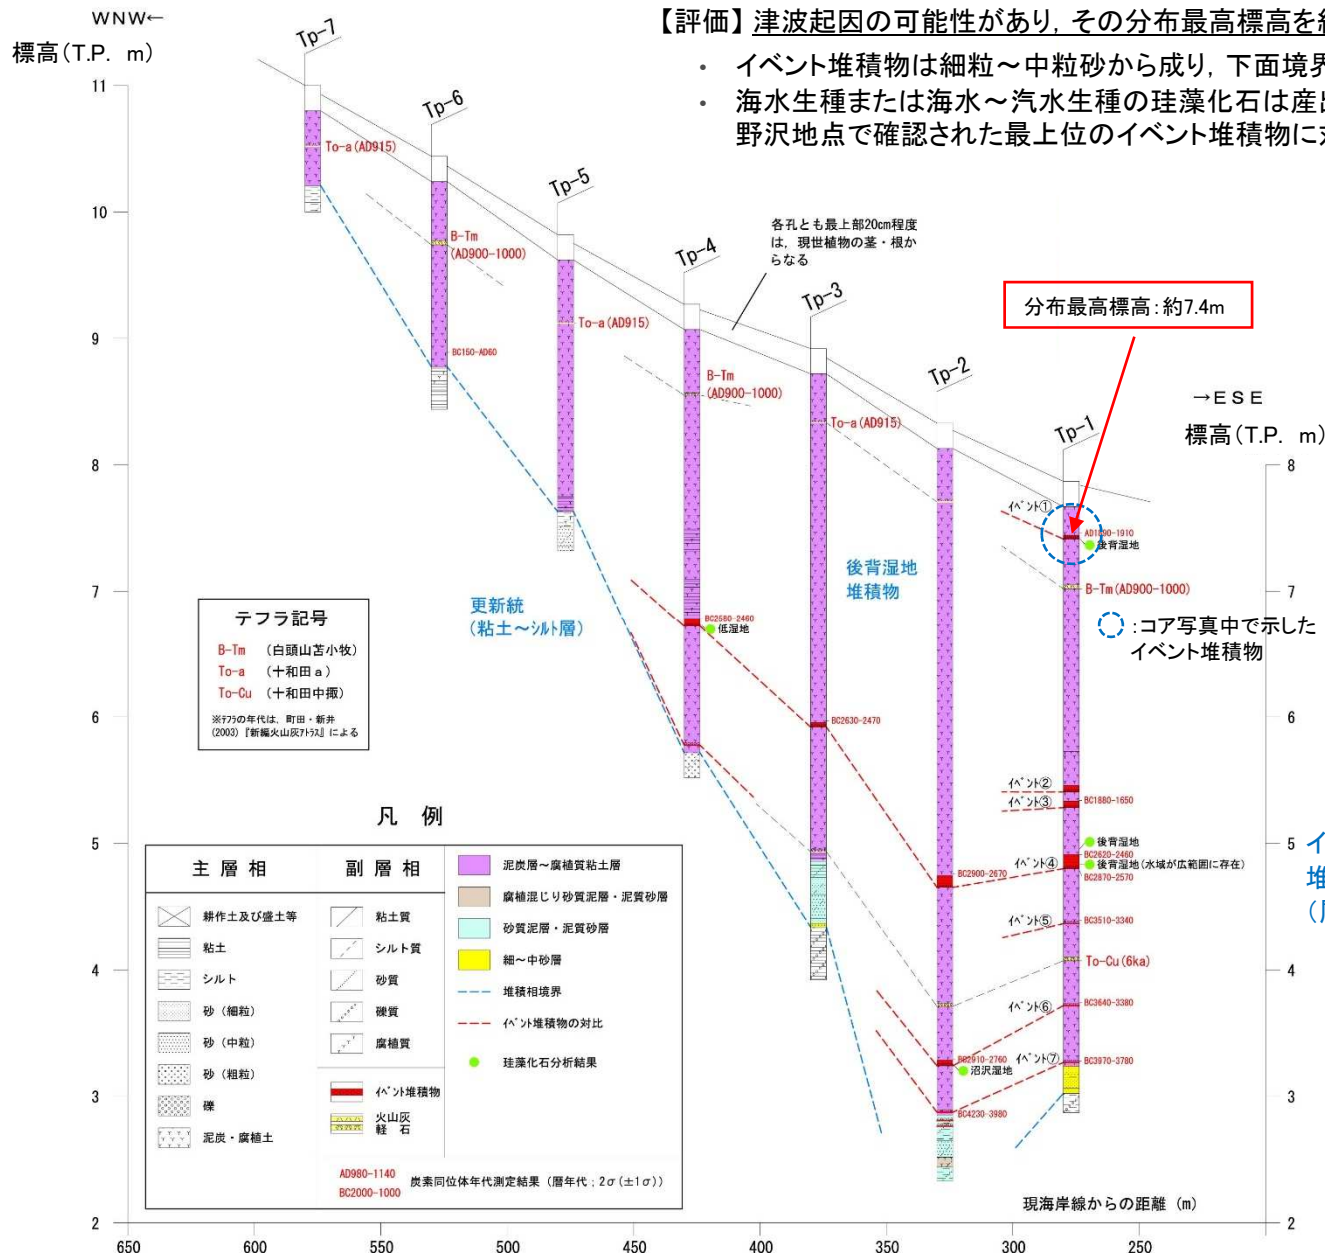 WNW←
標高(T.P. m)
【評価】津波起因の可能性があり，その分布最高標高を
・ イベント堆積物は細粒～中粒砂から成り，下面境界
・ 海水生種または海水～汽水生種の珪藻化石は産
野沢地点で確認された最上位のイベント堆積物に
Tp-7
Tp-6
Tp-5
Tp-4
Tp-3
Tp-2
Tp-1
To-a(AD915)
B-Tm
(AD900-1000)
BC150-AD60
To-a(AD915)
B-Tm
(AD900-1000)
To-a(AD915)
各孔とも最上部20cm程度
は，現世植物の茎・根か
らなる
分布最高標高：約7.4m
→ESE
標高(T.P. m)
イベント①
AD1890-1910
後背湿地
B-Tm(AD900-1000)
：コア写真中で示した
イベント堆積物
後背湿地
堆積物
更新統
(粘土～シルト層)
BC2580-2460
低湿地
BC2630-2470
テフラ記号
B-Tm (白頭山苫小牧)
To-a (十和田a)
To-Cu (十和田中掫)
※テフラの年代は，町田・新井
(2003)『新編火山灰アトラス』による
イベント②
イベント③
BC1880-1650
後背湿地
BC2620-2460
イベント④
後背湿地(水域が広範囲に存在)
BC2870-2570
BC2900-2670
イベント⑤
BC3510-3340
To-Cu(6ka)
イベント⑥
BC3640-3380
イベント⑦
BC3970-3780
BC2910-2760
沼沢湿地
BC4230-3980
イ
堆
凡 例
主層相
副層相
耕作土及び盛土等
粘土
シルト
砂（細粒）
砂（中粒）
砂（粗粒）
礫
泥炭・腐植土
粘土質
シルト質
砂質
礫質
腐植質
イベント堆積物
火山灰
軽石
泥炭層～腐植質粘土層
腐植混じり砂質泥層・泥質砂層
砂質泥層・泥質砂層
細～中砂層
堆積相境界
イベント堆積物の対比
珪藻化石分析結果
AD980-1140
BC2000-1000
炭素同位体年代測定結果（暦年代；2σ(±1σ)）
現海岸線からの距離 (m)
11
10
9
8
7
6
5
4
3
2
8
7
6
5
4
3
2
650
600
550
500
450
400
350
300
250
200